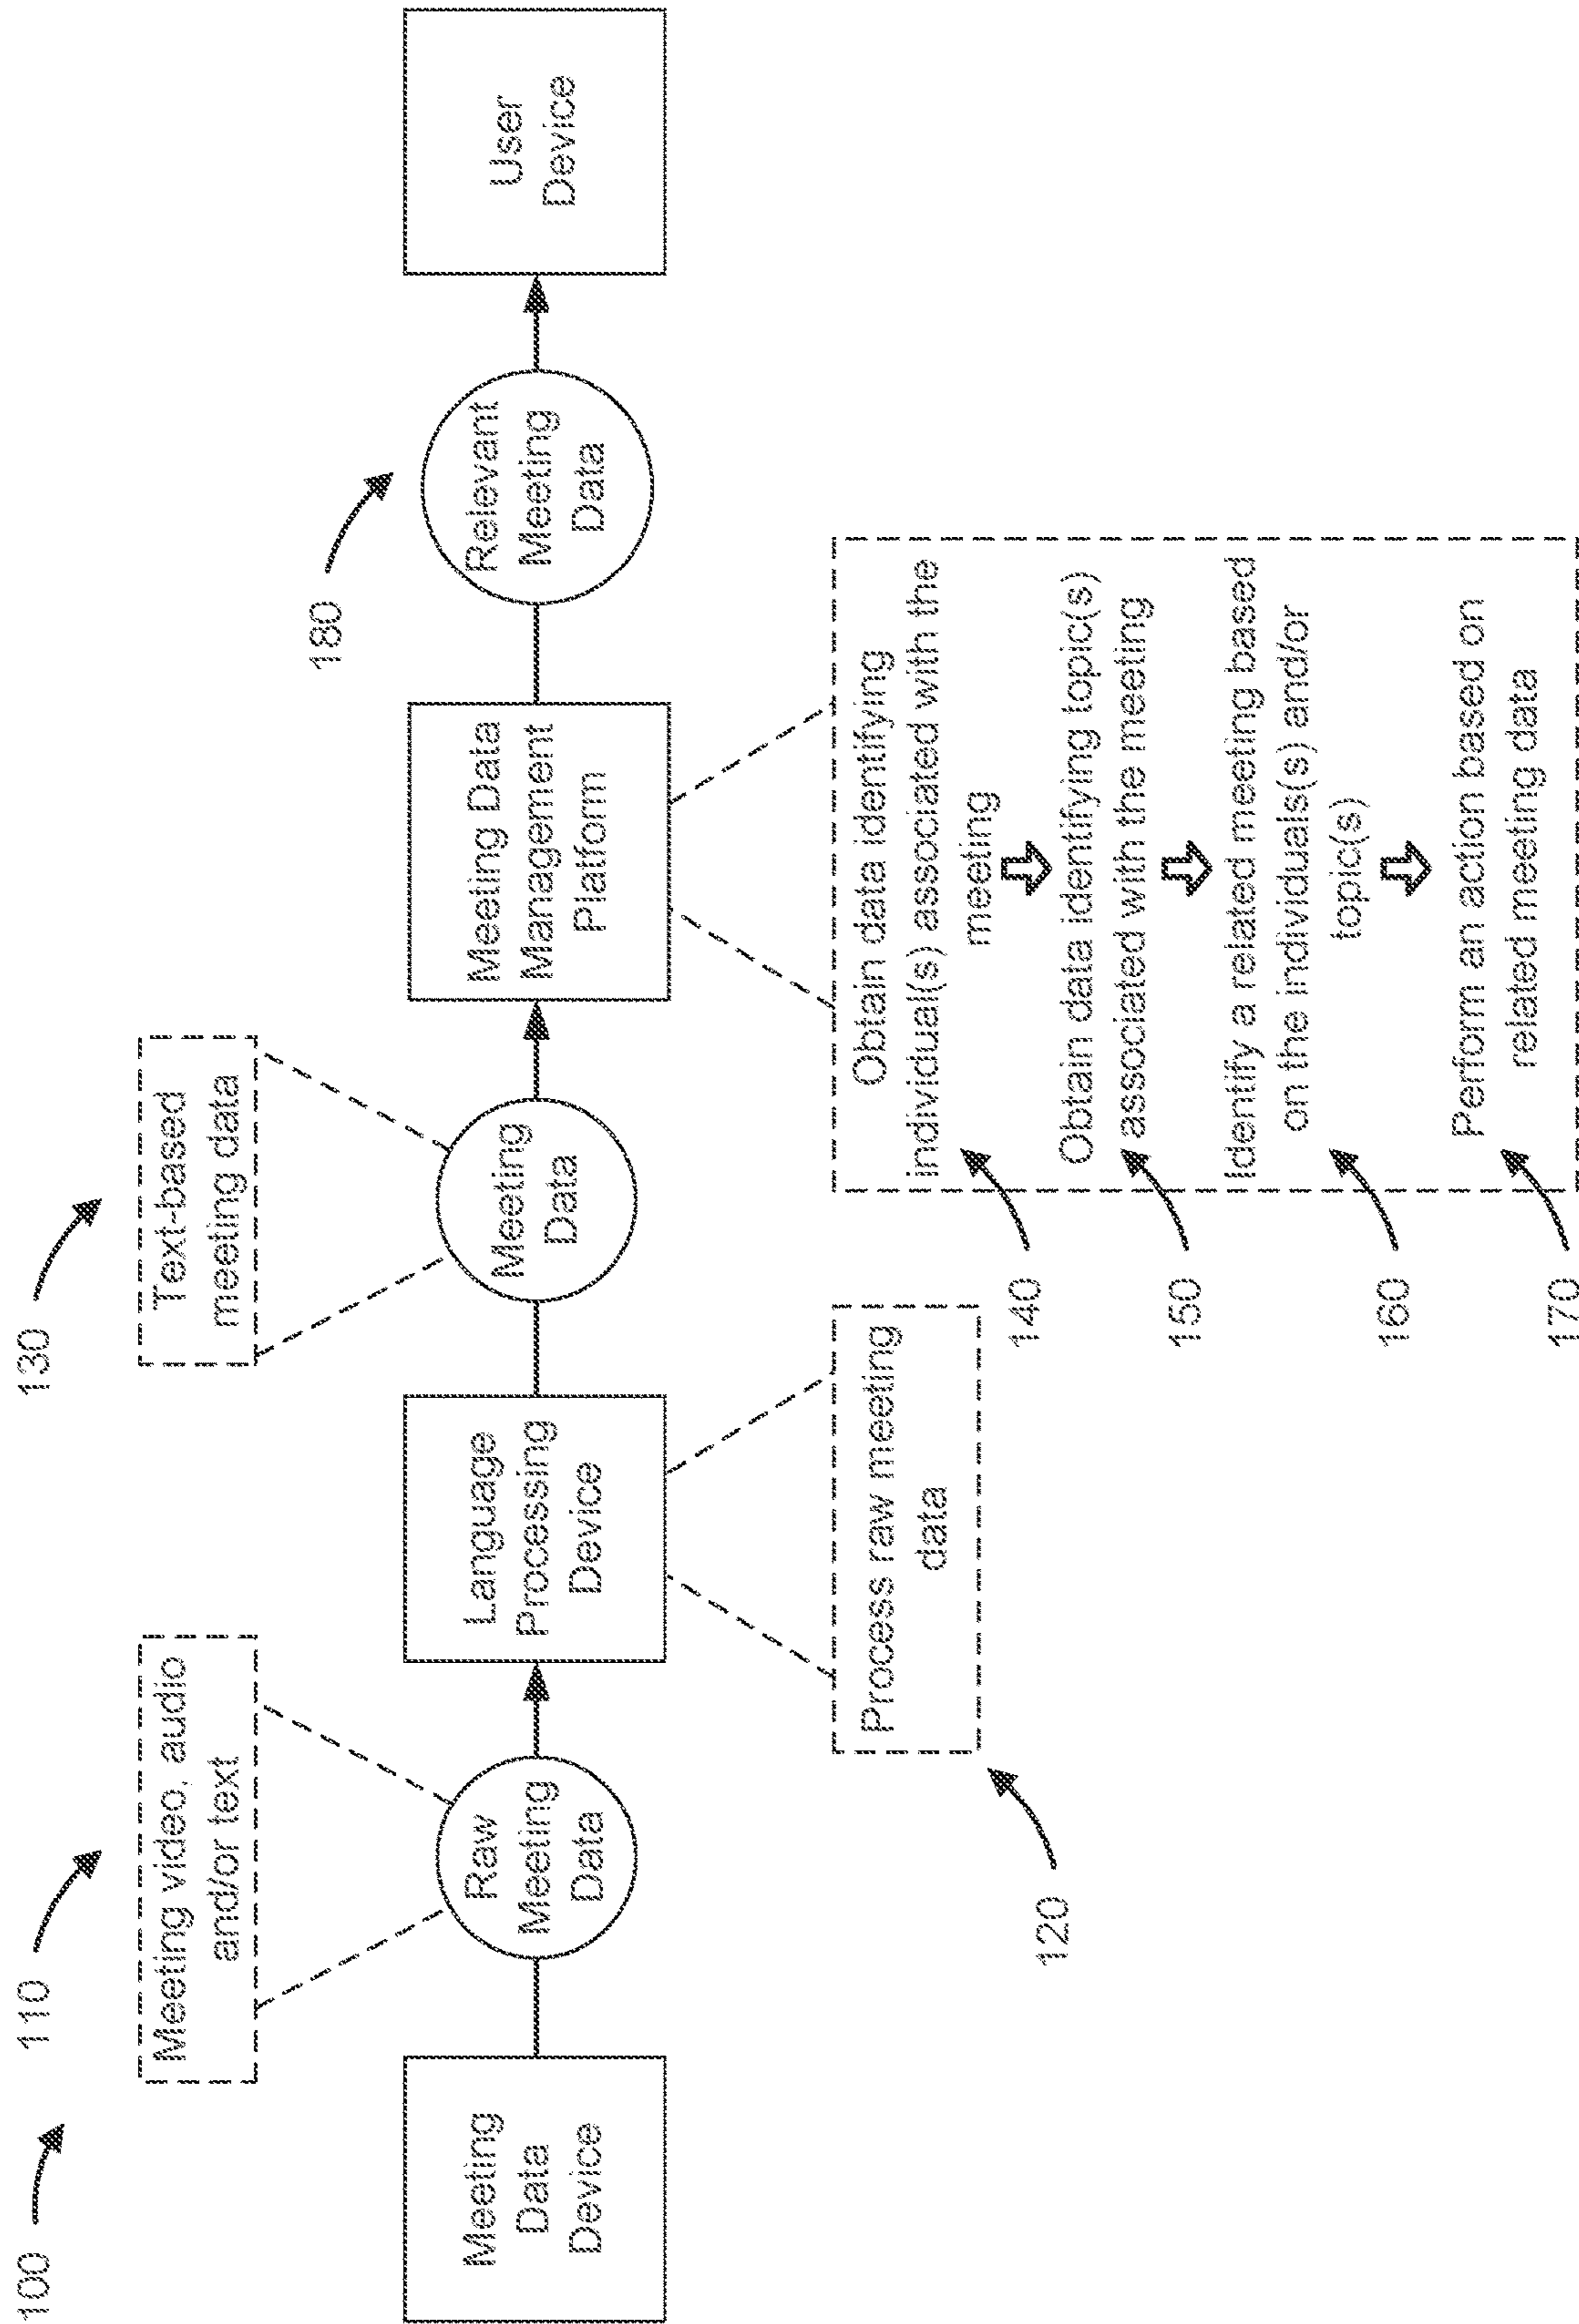 100
110
130
180
Meeting video, audio
and/or text
Text-based
meeting data
Meeting
Data
Device
Raw
Meeting
Data
Language
Processing
Device
Meeting
Data
Meeting Data
Management
Platform
Relevant
Meeting
Data
User
Device
120
Process raw meeting
data
140
Obtain data identifying
individual(s) associated with the
meeting
150
Obtain data identifying topic(s)
associated with the meeting
160
Identify a related meeting based
on the individuals(s) and/or
topic(s)
170
Perform an action based on
related meeting data